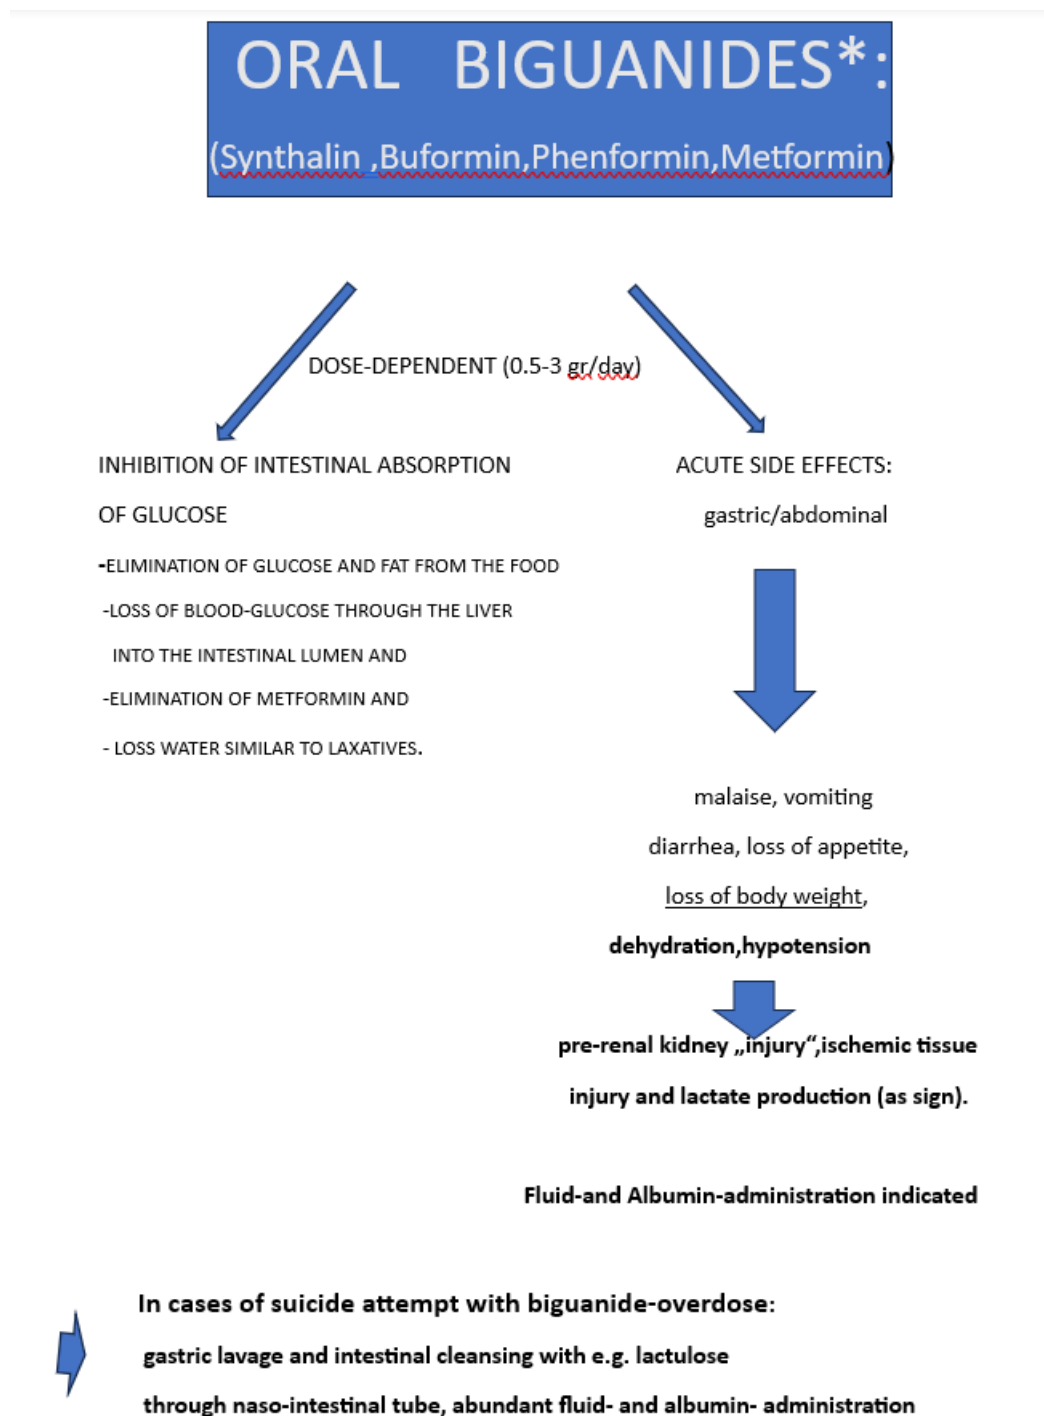 ORAL BIGUANIDES*:
(Synthalin ,Buformin,Phenformin,Metformin)
DOSE-DEPENDENT (0.5-3 gr/day)
INHIBITION OF INTESTINAL ABSORPTION
OF GLUCOSE
-ELIMINATION OF GLUCOSE AND FAT FROM THE FOOD
-LOSS OF BLOOD-GLUCOSE THROUGH THE LIVER
INTO THE INTESTINAL LUMEN AND
-ELIMINATION OF METFORMIN AND
- LOSS WATER SIMILAR TO LAXATIVES.
ACUTE SIDE EFFECTS:
gastric/abdominal
malaise, vomiting
diarrhea, loss of appetite,
loss of body weight,
dehydration,hypotension
pre-renal kidney „injury“,ischemic tissue
injury and lactate production (as sign).
Fluid-and Albumin-administration indicated
In cases of suicide attempt with biguanide-overdose:
gastric lavage and intestinal cleansing with e.g. lactulose
through naso-intestinal tube, abundant fluid- and albumin- administration